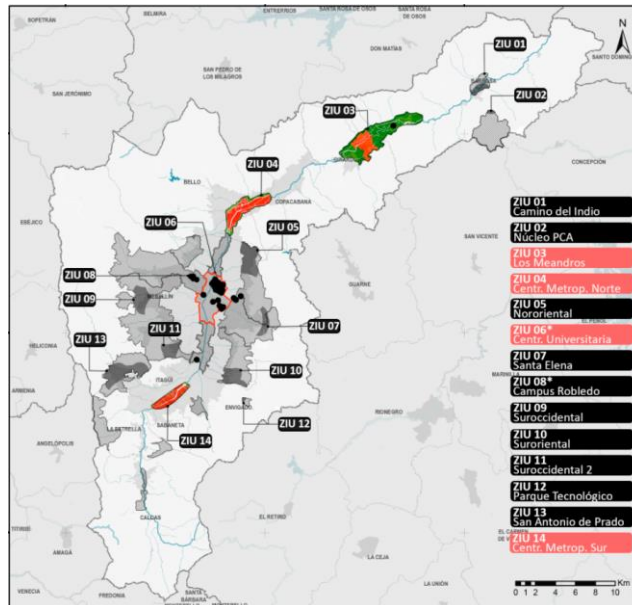 SOPETRÁN
BELMIRA
ENTRERRIOS
SANTA ROSA
DE OSOS
SANTA ROSA
DE OSOS
N
SANTO DOMINGO
DON MATÍAS
SAN PEDRO DE
LOS MILAGROS
SAN JERÓNIMO
ZIU 01
ZIU 02
ZIU 03
CONCEPCIÓN
ZIU 04
BELLO
COPACABANA
EBÉJICO
ZIU 06
ZIU 05
SAN VICENTE
ZIU 08
GUARNE
ZIU 09
ZIU 07
ZIU 11
ZIU 13
HELICONIA
ZIU 10
ITAGÜÍ
ARMENIA
ENVIGADO
ZIU 12
RIONEGRO
LA ESTRELLA
SABANETA
ZIU 14
ANGELÓPOLIS
CALDAS
EL RETIRO
TITIRIBÍ
AMAGÁ
LA CEJA
LA UNIÓN
VENECIA
FREDONIA
SANTA
BÁRBARA
ZIU 01
Camino del Indio
ZIU 02
Núcleo PCA
ZIU 03
Los Meandros
ZIU 04
Centr. Metrop. Norte
ZIU 05
Nororiental
ZIU 06*
Centr. Universitaria
ZIU 07
Santa Elena
ZIU 08*
Campus Robledo
ZIU 09
Suroccidental
ZIU 10
Suroriental
ZIU 11
Suroccidental 2
ZIU 12
Parque Tecnológico
ZIU 13
San Antonio de Prado
ZIU 14
Centr. Metrop. Sur
0 1 2 4 6 8 10 Km